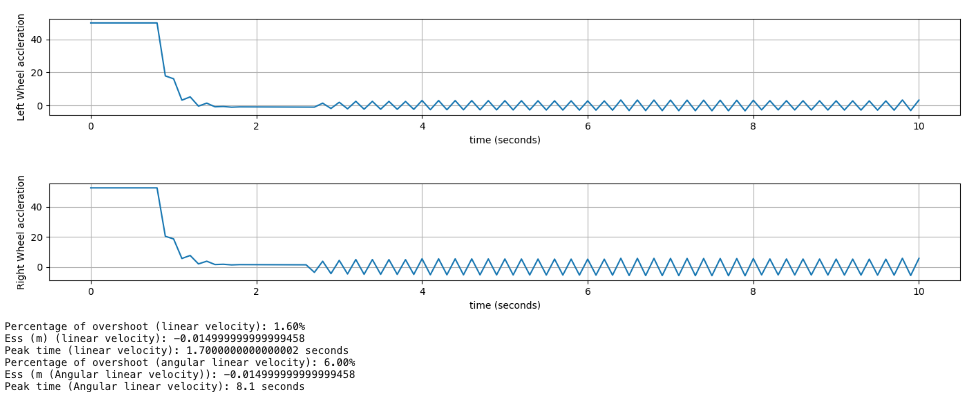 Left Wheel accleration
40
20
0
0 2 4 6 8 10
time (seconds)
Right Wheel accleration
40
20
0
0 2 4 6 8 10
time (seconds)
Percentage of overshoot (linear velocity): 1.60%
Ess (m) (linear velocity): -0.014999999999999458
Peak time (linear velocity): 1.7000000000000002 seconds
Percentage of overshoot (angular linear velocity): 6.00%
Ess (m (Angular linear velocity)): -0.014999999999999458
Peak time (Angular linear velocity): 8.1 seconds